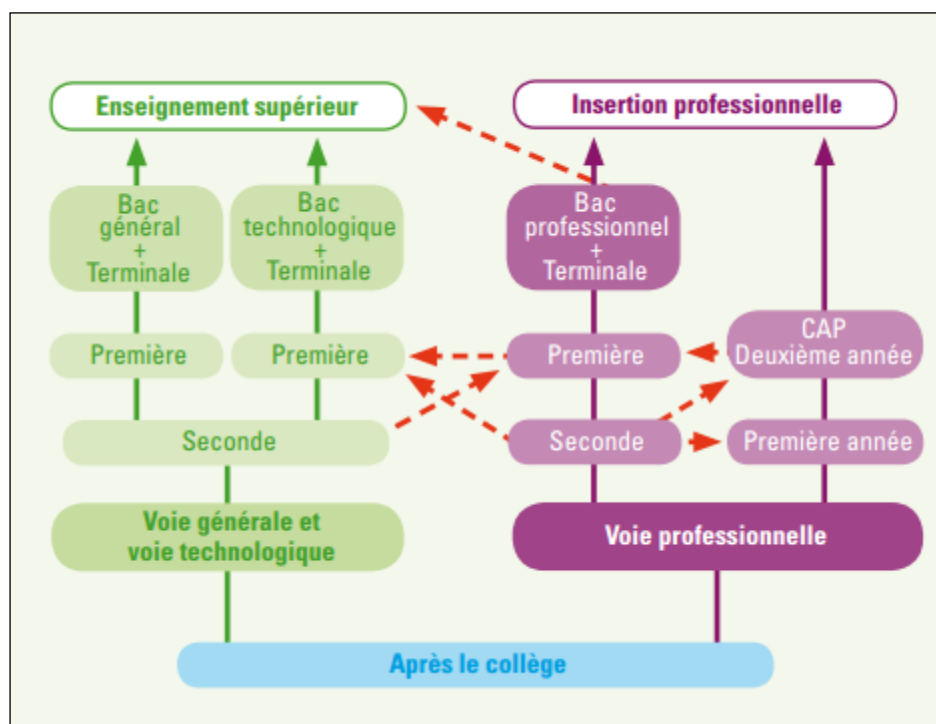 Enseignement supérieur
Insertion professionnelle
Bac
général
+
Terminale
Bac
technologique
+
Terminale
Bac
professionnel
+
Terminale
Première
Première
Première
CAP
Deuxième année
Seconde
Seconde
Première année
Voie générale et
voie technologique
Voie professionnelle
Après le collège